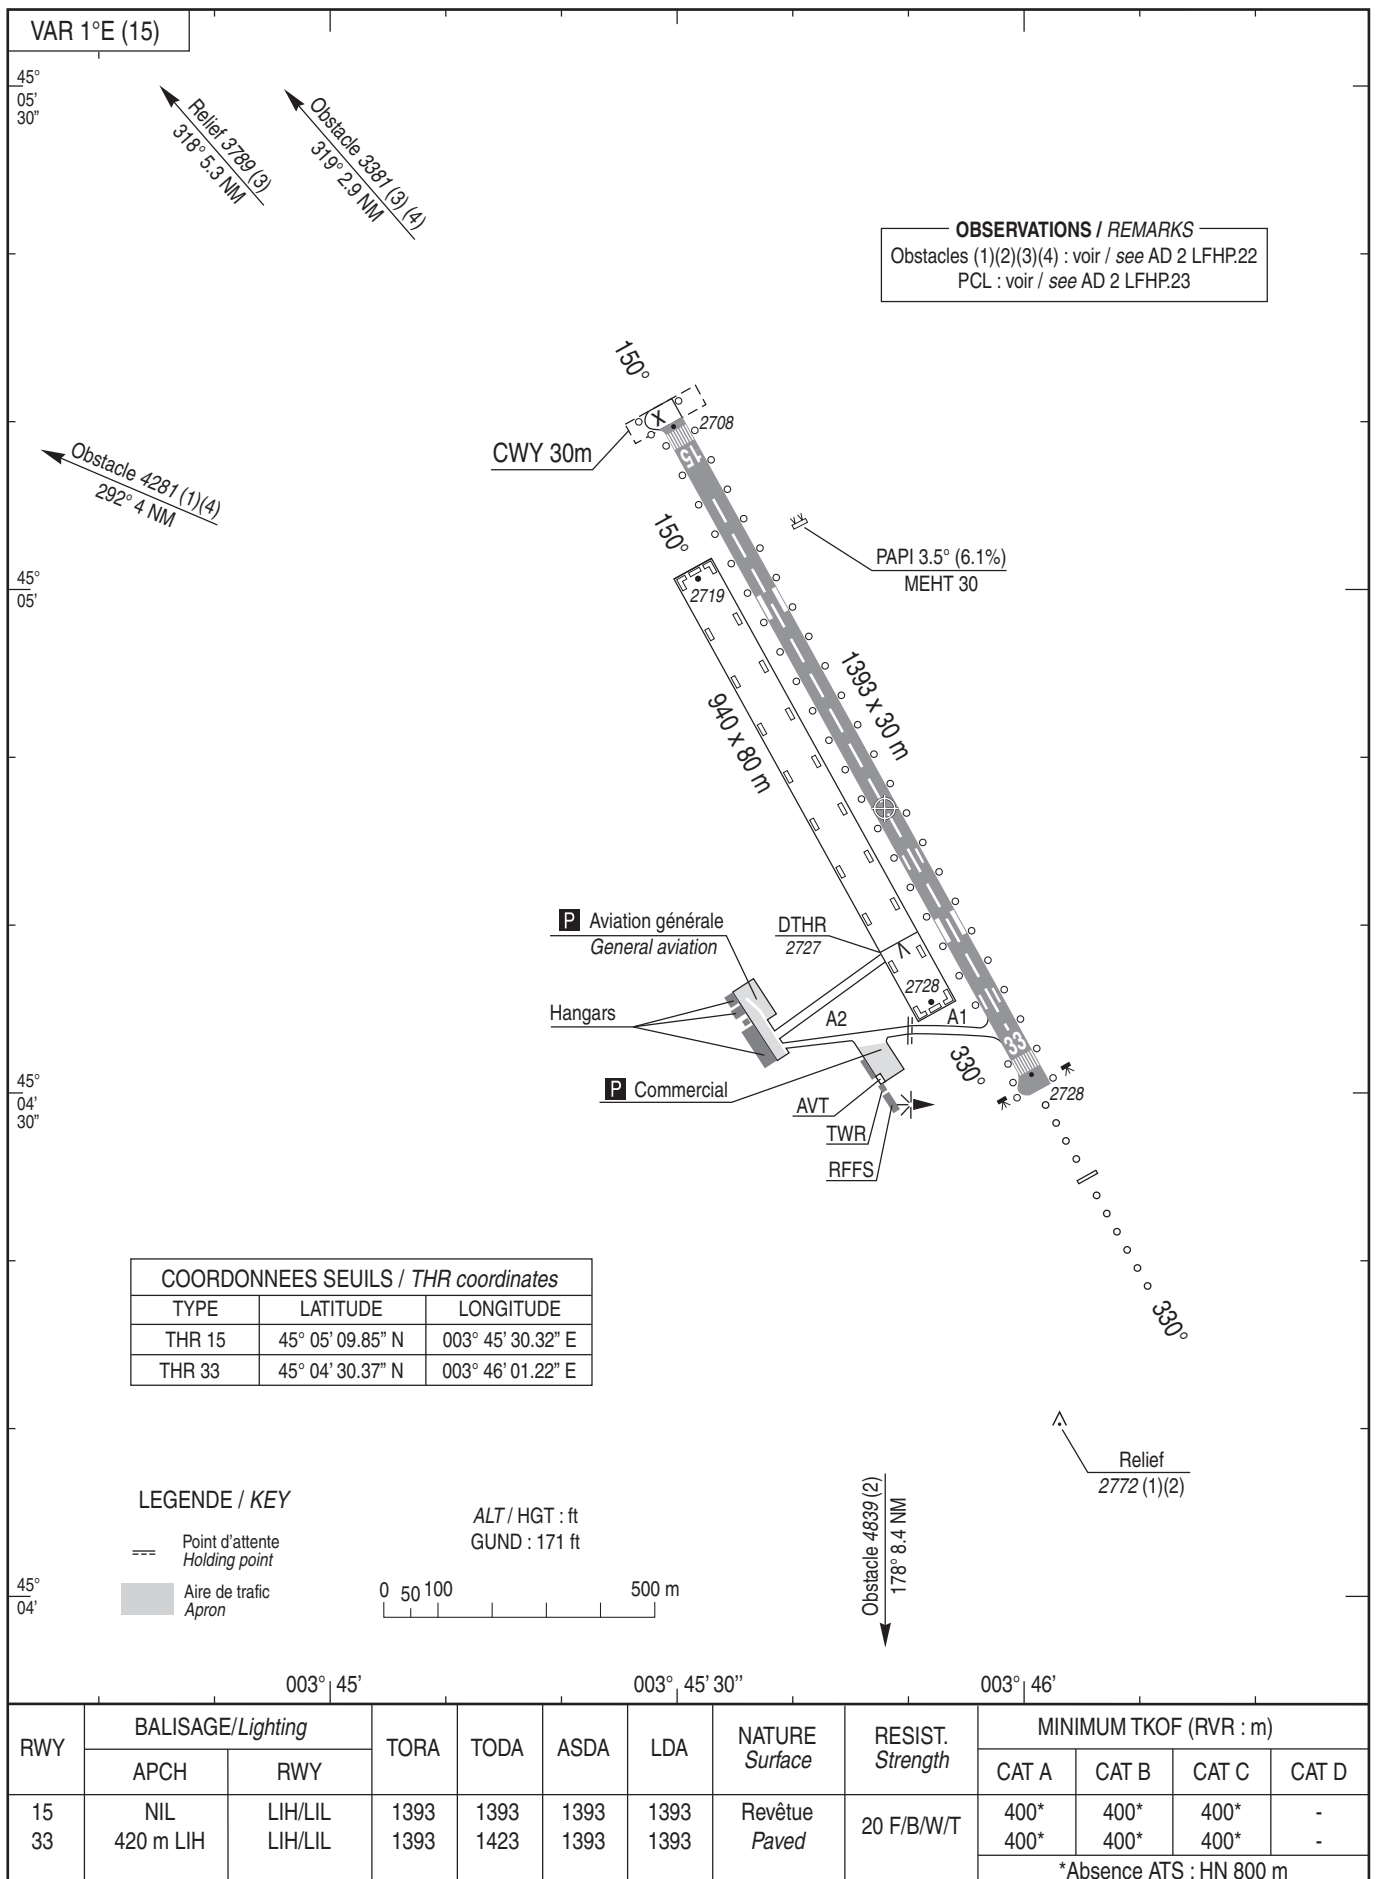 VAR 1°E (15)
45°
05’
30”
Relief 3789 (3)
318° 5.3 NM
Obstacle 3381 (3) (4)
319° 2.9 NM
OBSERVATIONS / REMARKS
Obstacles (1)(2)(3)(4) : voir / see AD 2 LFHP.22
PCL : voir / see AD 2 LFHP.23
150°
X
2708
CWY 30m
15
Obstacle 4281 (1)(4)
292° 4 NM
150°
PAPI 3.5° (6.1%)
MEHT 30
45°
05’
2719
1393 x 30 m
940 x 80 m
P Aviation générale
General aviation
DTHR
2727
2728
Hangars
A2
A1
33
330°
P Commercial
2728
45°
04’
30”
AVT
TWR
RFFS
COORDONNEES SEUILS / THR coordinates
TYPE LATITUDE LONGITUDE
THR 15 45° 05’ 09.85” N 003° 45’ 30.32” E
THR 33 45° 04’ 30.37” N 003° 46’ 01.22” E
330°
Relief
2772 (1)(2)
LEGENDE / KEY
Point d’attente
Holding point
Aire de trafic
Apron
ALT / HGT : ft
GUND : 171 ft
0 50 100 500 m
Obstacle 4839 (2)
178° 8.4 NM
45°
04’
003° 45’ 003° 45’ 30’’ 003° 46’
RWY BALISAGE/Lighting TORA TODA ASDA LDA NATURE Surface RESIST. Strength MINIMUM TKOF (RVR : m)
APCH RWY CAT A CAT B CAT C CAT D
15 NIL LIH/LIL 1393 1393 1393 1393 Revêtue 20 F/B/W/T 400* 400* 400* -
33 420 m LIH LIH/LIL 1393 1423 1393 1393 Paved 400* 400* 400* -
*Absence ATS : HN 800 m